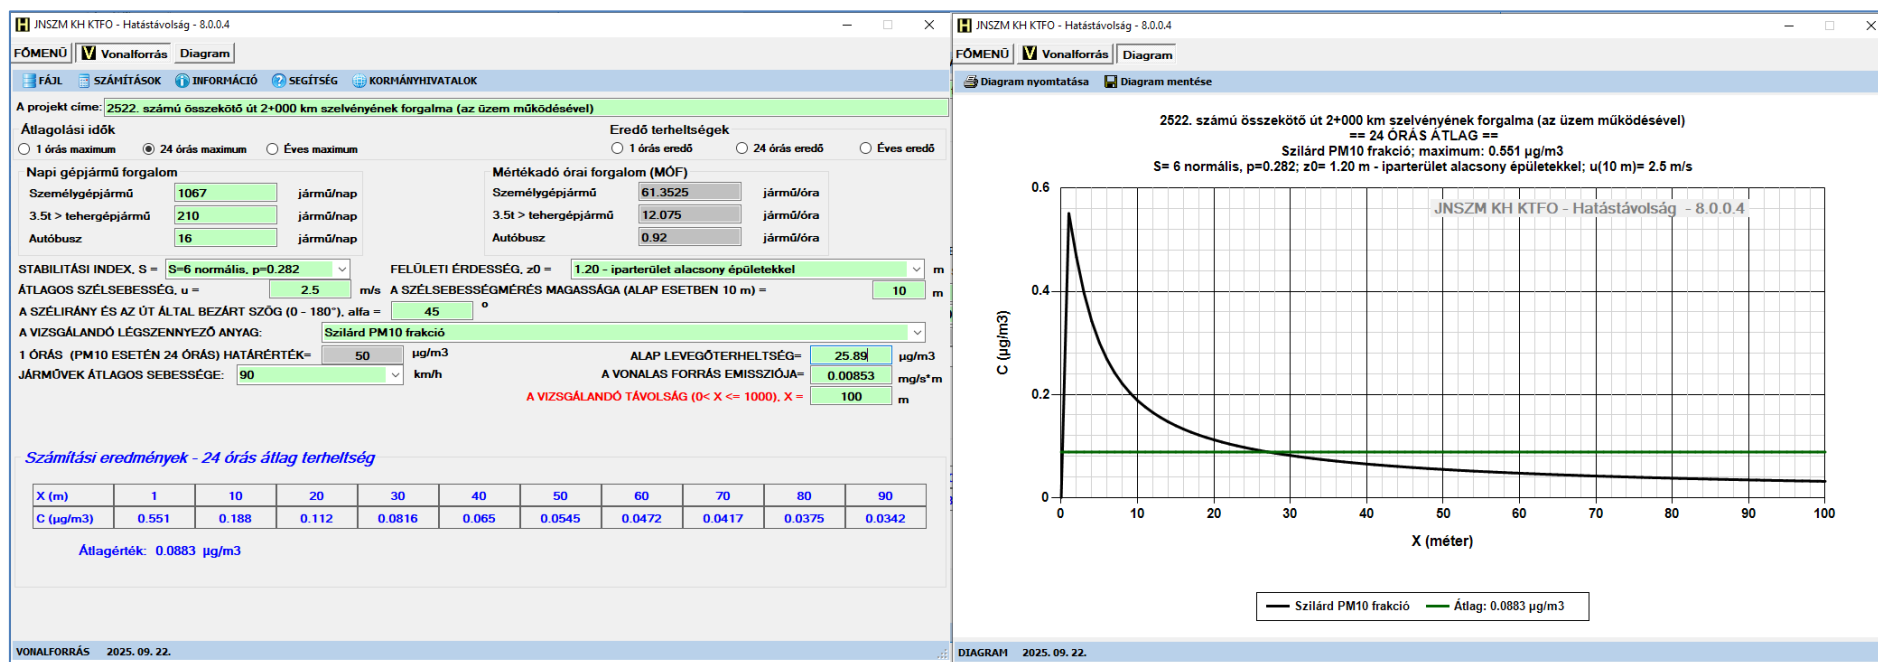 JNSZM KH KTFO - Hatástávolság - 8.0.0.4
FŐMENÜ Vonalforrás Diagram
FÁJL SZÁMÍTÁSOK INFORMÁCIÓ SEGÍTSÉG KORMÁNYHIVATALOK
A projekt címe: 2522. számú összekötő út 2+000 km szelvényének forgalma (az üzem működésével)
Átlagolási idők
1 órás maximum 24 órás maximum Éves maximum
Eredő terheltségek
1 órás eredő 24 órás eredő Éves eredő
Napi gépjármű forgalom
Személygépjármű 1067 jármű/nap
3.5t > tehergépjármű 210 jármű/nap
Autóbusz 16 jármű/nap
Mértékadó órai forgalom (MÓF)
Személygépjármű 61.3525 jármű/óra
3.5t > tehergépjármű 12.075 jármű/óra
Autóbusz 0.92 jármű/óra
STABILITÁSI INDEX, S = S=6 normális, p=0.282 FELÜLETI ÉRDESSÉG, z0 = 1.20 - iparterület alacsony épületekkel m
ÁTLAGOS SZÉLSEBESSÉG, u = 2.5 m/s A SZÉLSEBESSÉGMÉRÉS MAGASSÁGA (ALAP ESETBEN 10 m) = 10 m
A SZÉLIRÁNY ÉS AZ ÚT ÁLTAL BEZÁRT SZÖG (0 - 180°), alfa = 45 o
A VIZSGÁLANDÓ LÉGSZENNYEZŐ ANYAG: Szilárd PM10 frakció
1 ÓRÁS (PM10 ESETÉN 24 ÓRÁS) HATÁRÉRTÉK= 50 µg/m3 ALAP LEVEGŐTERHELTSÉG= 25.89 µg/m3
JÁRMŰVEK ÁTLAGOS SEBESSÉGE: 90 km/h A VONALAS FORRÁS EMISSZIÓJA= 0.00853 mg/s*m
A VIZSGÁLANDÓ TÁVOLSÁG (0< X <= 1000), X = 100 m
Számítási eredmények - 24 órás átlag terheltség
X (m) 1 10 20 30 40 50 60 70 80 90
C (µg/m3) 0.551 0.188 0.112 0.0816 0.065 0.0545 0.0472 0.0417 0.0375 0.0342
Átlagérték: 0.0883 µg/m3
VONALFORRÁS 2025. 09. 22.
JNSZM KH KTFO - Hatástávolság - 8.0.0.4
FŐMENÜ Vonalforrás Diagram
Diagram nyomtatása Diagram mentése
2522. számú összekötő út 2+000 km szelvényének forgalma (az üzem működésével)
== 24 ÓRÁS ÁTLAG ==
Szilárd PM10 frakció; maximum: 0.551 µg/m3
S= 6 normális, p=0.282; z0= 1.20 m - iparterület alacsony épületekkel; u(10 m)= 2.5 m/s
JNSZM KH KTFO - Hatástávolság - 8.0.0.4
C (µg/m3)
0.6
0.4
0.2
0
0 10 20 30 40 50 60 70 80 90 100
X (méter)
Szilárd PM10 frakció Átlag: 0.0883 µg/m3
DIAGRAM 2025. 09. 22.